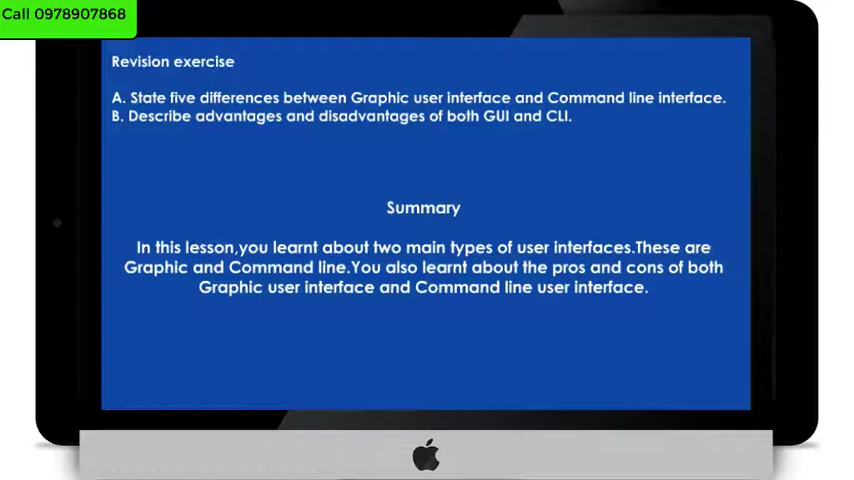 Call 0978907868
Revision exercise
A. State five differences between Graphic user interface and Command line interface.
B. Describe advantages and disadvantages of both GUI and CLI.
Summary
In this lesson,you learnt about two main types of user interfaces.These are
Graphic and Command line.You also learnt about the pros and cons of both
Graphic user interface and Command line user interface.